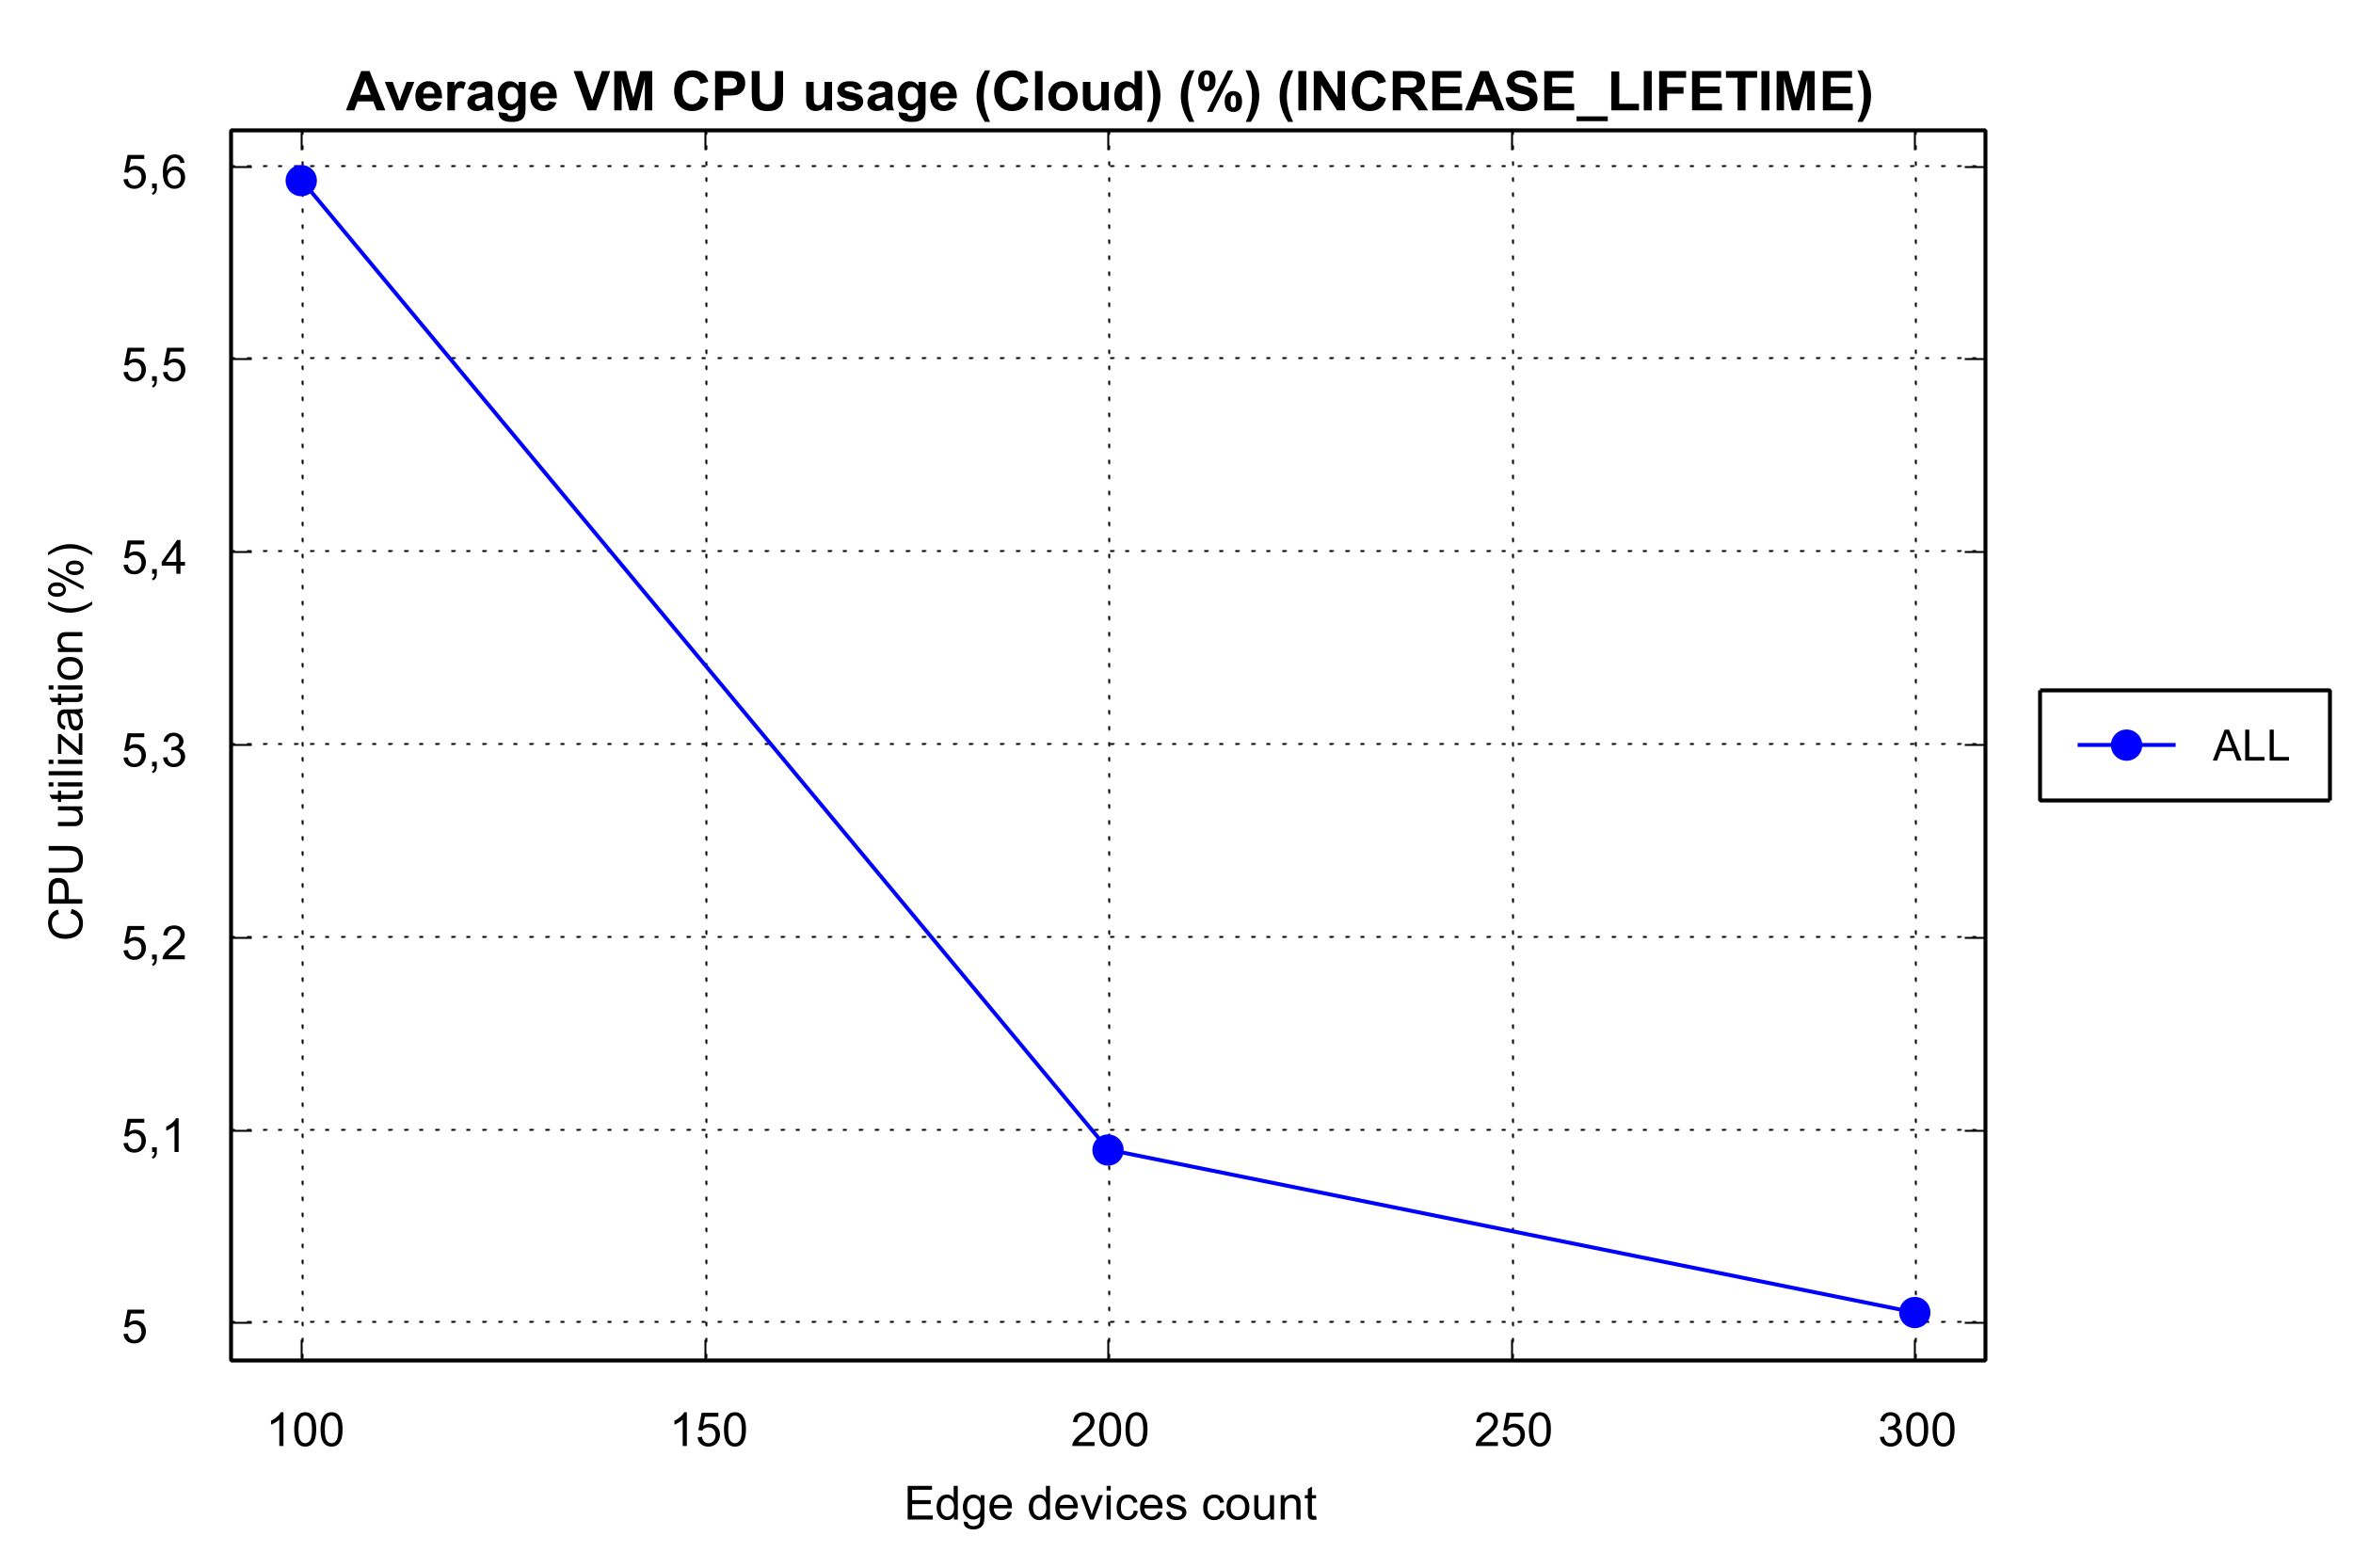 Average VM CPU usage (Cloud) (%) (INCREASE_LIFETIME)
CPU utilization (%)
5,6
5,5
5,4
5,3
5,2
5,1
5
100 150 200 250 300
Edge devices count
ALL